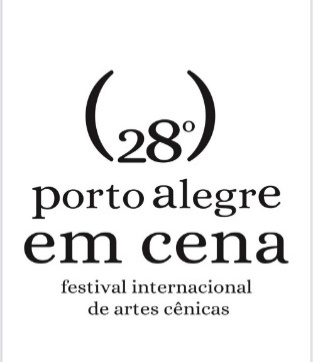 (28º)
porto alegre
em cena
festival internacional
de artes cênicas